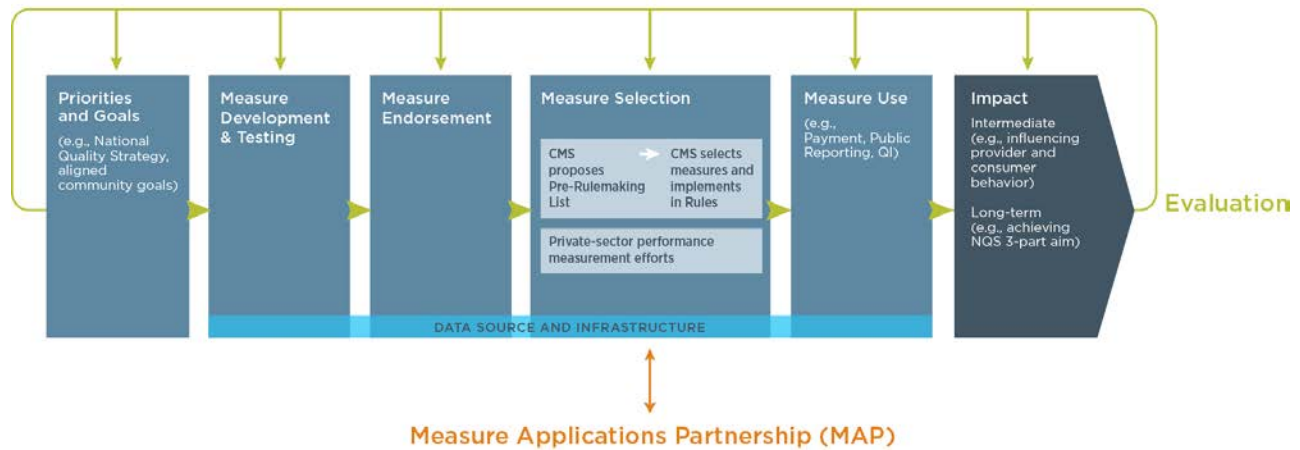 Priorities
and Goals
(e.g., National
Quality Strategy,
aligned
community goals)
Measure
Development
& Testing
Measure
Endorsement
Measure Selection
CMS
proposes
Pre-Rulemaking
List
CMS selects
measures and
implements
in Rules
Private-sector performance
measurement efforts
Measure Use
(e.g.,
Payment, Public
Reporting, QI)
Impact
Intermediate
(e.g., influencing
provider and
consumer
behavior)
Long-term
(e.g., achieving
NQS 3-part aim)
Evaluation
DATA SOURCE AND INFRASTRUCTURE
Measure Applications Partnership (MAP)